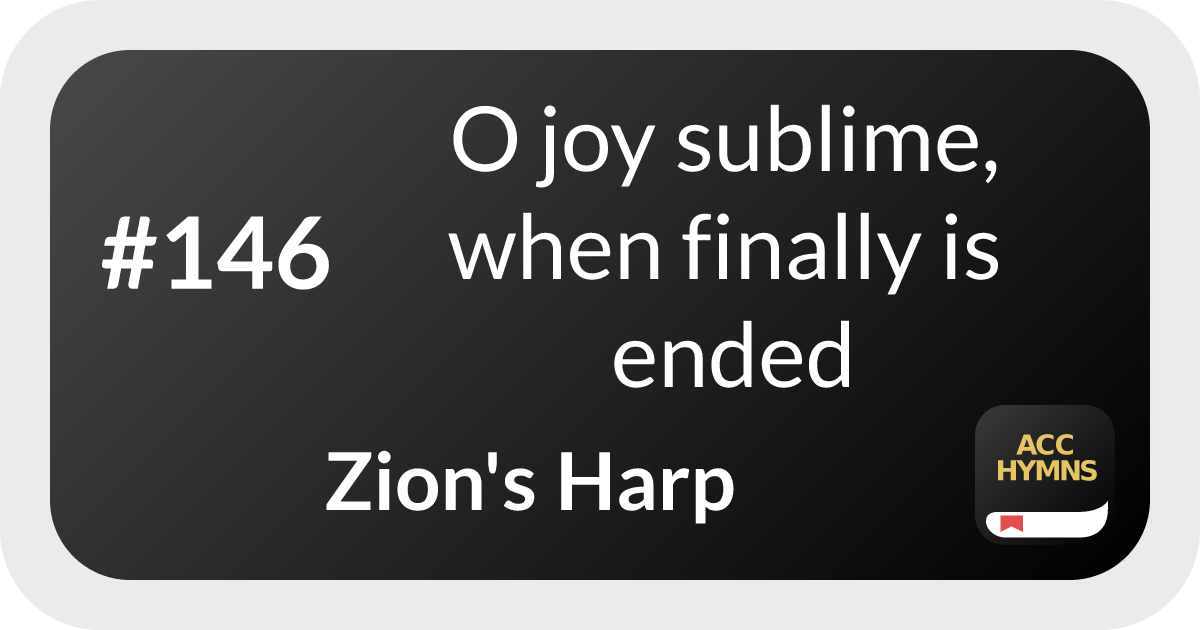 #146
O joy sublime,
when finally is
ended
Zion's Harp
ACC
HYMNS